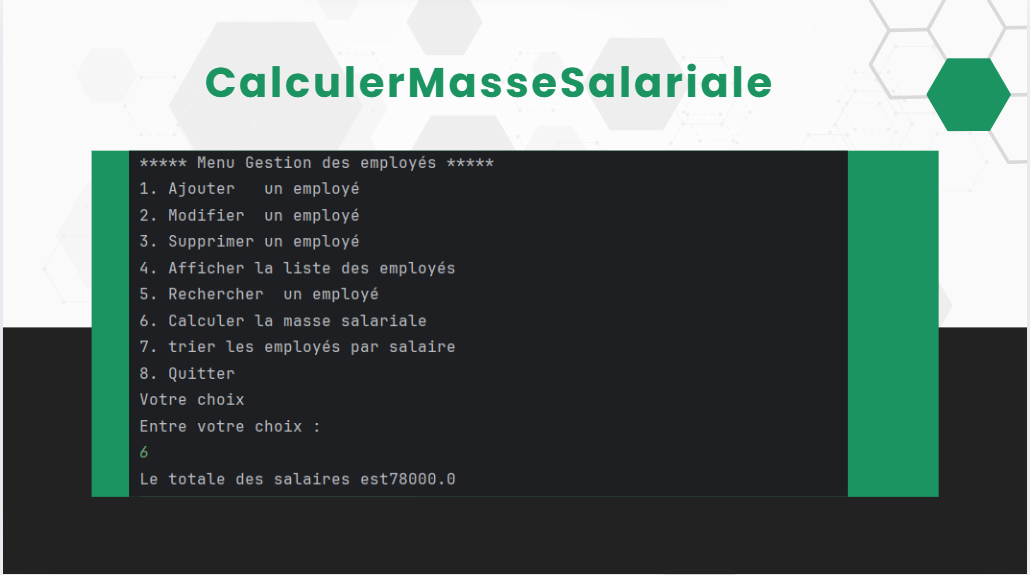 CalculerMasseSalariale
***** Menu Gestion des employés *****
1. Ajouter   un employé
2. Modifier  un employé
3. Supprimer un employé
4. Afficher la liste des employés
5. Rechercher  un employé
6. Calculer la masse salariale
7. trier les employés par salaire
8. Quitter
Votre choix
Entre votre choix :
6
Le totale des salaires est78000.0